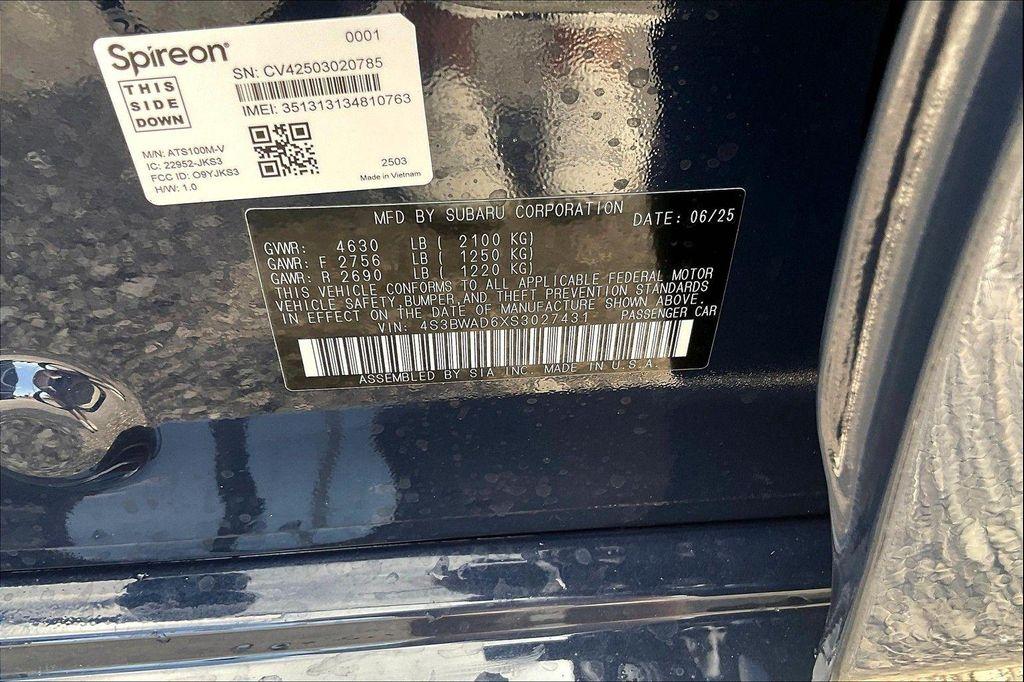 Spireon® 0001
SN: CV42503020785
THIS
SIDE
DOWN
IMEI: 351313134810763
M/N: ATS100M-V
IC: 22952-JKS3
FCC ID: O9YJKS3
H/W: 1.0
2503
Made in Vietnam
MFD BY SUBARU CORPORATION DATE: 06/25
GVWR: 4630 LB ( 2100 KG)
GAWR: F 2756 LB ( 1250 KG)
GAWR: R 2690 LB ( 1220 KG)
THIS VEHICLE CONFORMS TO ALL APPLICABLE FEDERAL MOTOR
VEHICLE SAFETY,BUMPER,AND THEFT PREVENTION STANDARDS
IN EFFECT ON THE DATE OF MANUFACTURE SHOWN ABOVE.
VIN: 4S3BWAD6XS3027431 PASSENGER CAR
ASSEMBLED BY SIA INC. MADE IN U.S.A.